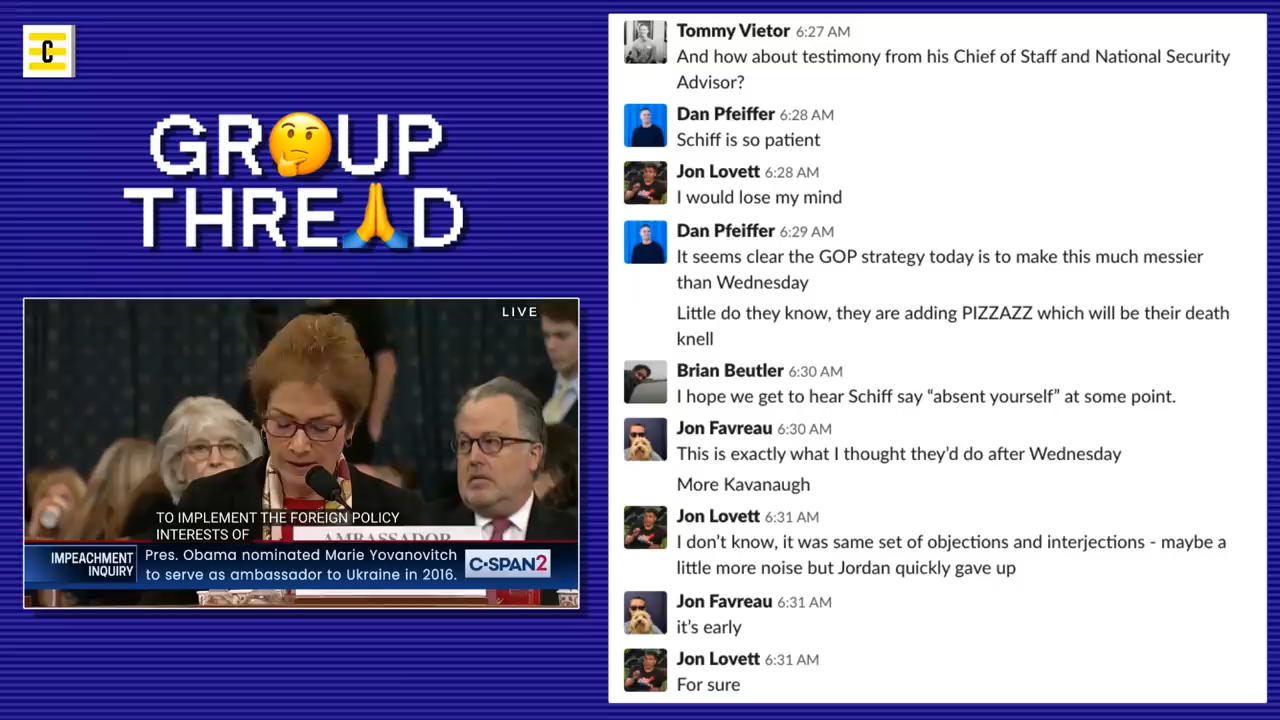 C
GR🤔UP
THRE🙏D
LIVE
TO IMPLEMENT THE FOREIGN POLICY
INTERESTS OF
AMBASSADOR
IMPEACHMENT
INQUIRY
Pres. Obama nominated Marie Yovanovitch
to serve as ambassador to Ukraine in 2016.
C-SPAN2
Tommy Vietor 6:27 AM
And how about testimony from his Chief of Staff and National Security
Advisor?
Dan Pfeiffer 6:28 AM
Schiff is so patient
Jon Lovett 6:28 AM
I would lose my mind
Dan Pfeiffer 6:29 AM
It seems clear the GOP strategy today is to make this much messier
than Wednesday
Little do they know, they are adding PIZZAZZ which will be their death
knell
Brian Beutler 6:30 AM
I hope we get to hear Schiff say “absent yourself” at some point.
Jon Favreau 6:30 AM
This is exactly what I thought they’d do after Wednesday
More Kavanaugh
Jon Lovett 6:31 AM
I don’t know, it was same set of objections and interjections - maybe a
little more noise but Jordan quickly gave up
Jon Favreau 6:31 AM
it’s early
Jon Lovett 6:31 AM
For sure